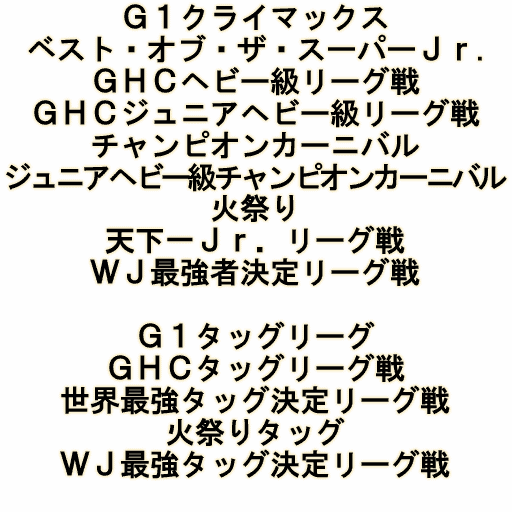 Ｇ１クライマックス
ベスト・オブ・ザ・スーパーＪｒ.
ＧＨＣヘビー級リーグ戦
ＧＨＣジュニアヘビー級リーグ戦
チャンピオンカーニバル
ジュニアヘビー級チャンピオンカーニバル
火祭り
天下一Ｊｒ．リーグ戦
ＷＪ最強者決定リーグ戦
Ｇ１タッグリーグ
ＧＨＣタッグリーグ戦
世界最強タッグ決定リーグ戦
火祭りタッグ
ＷＪ最強タッグ決定リーグ戦